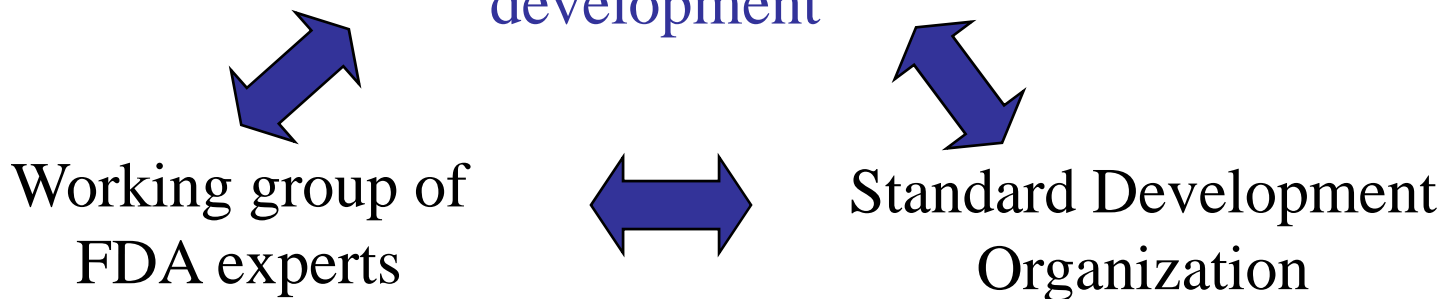 development
Working group of
FDA experts
Standard Development
Organization